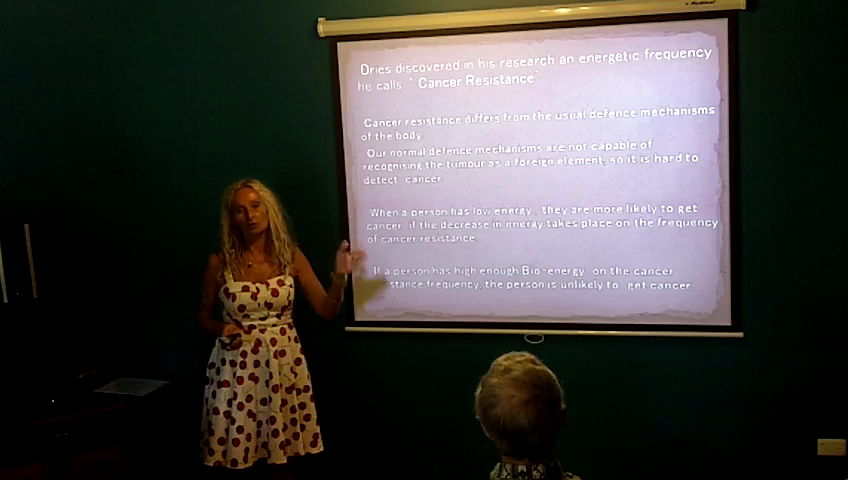 Dries discovered in his research an energetic frequency
he calls " Cancer Resistance"
Cancer resistance differs from the usual defence mechanisms
of the body.
Our normal defence mechanisms are not capable of
recognising the tumour as a foreign element, so it is hard to
detect cancer
When a person has low energy , they are more likely to get
cancer if the decrease in energy takes place on the frequency
of cancer resistance.
If a person has high enough Bio-energy on the cancer
stance frequency, the person is unlikely to get cancer